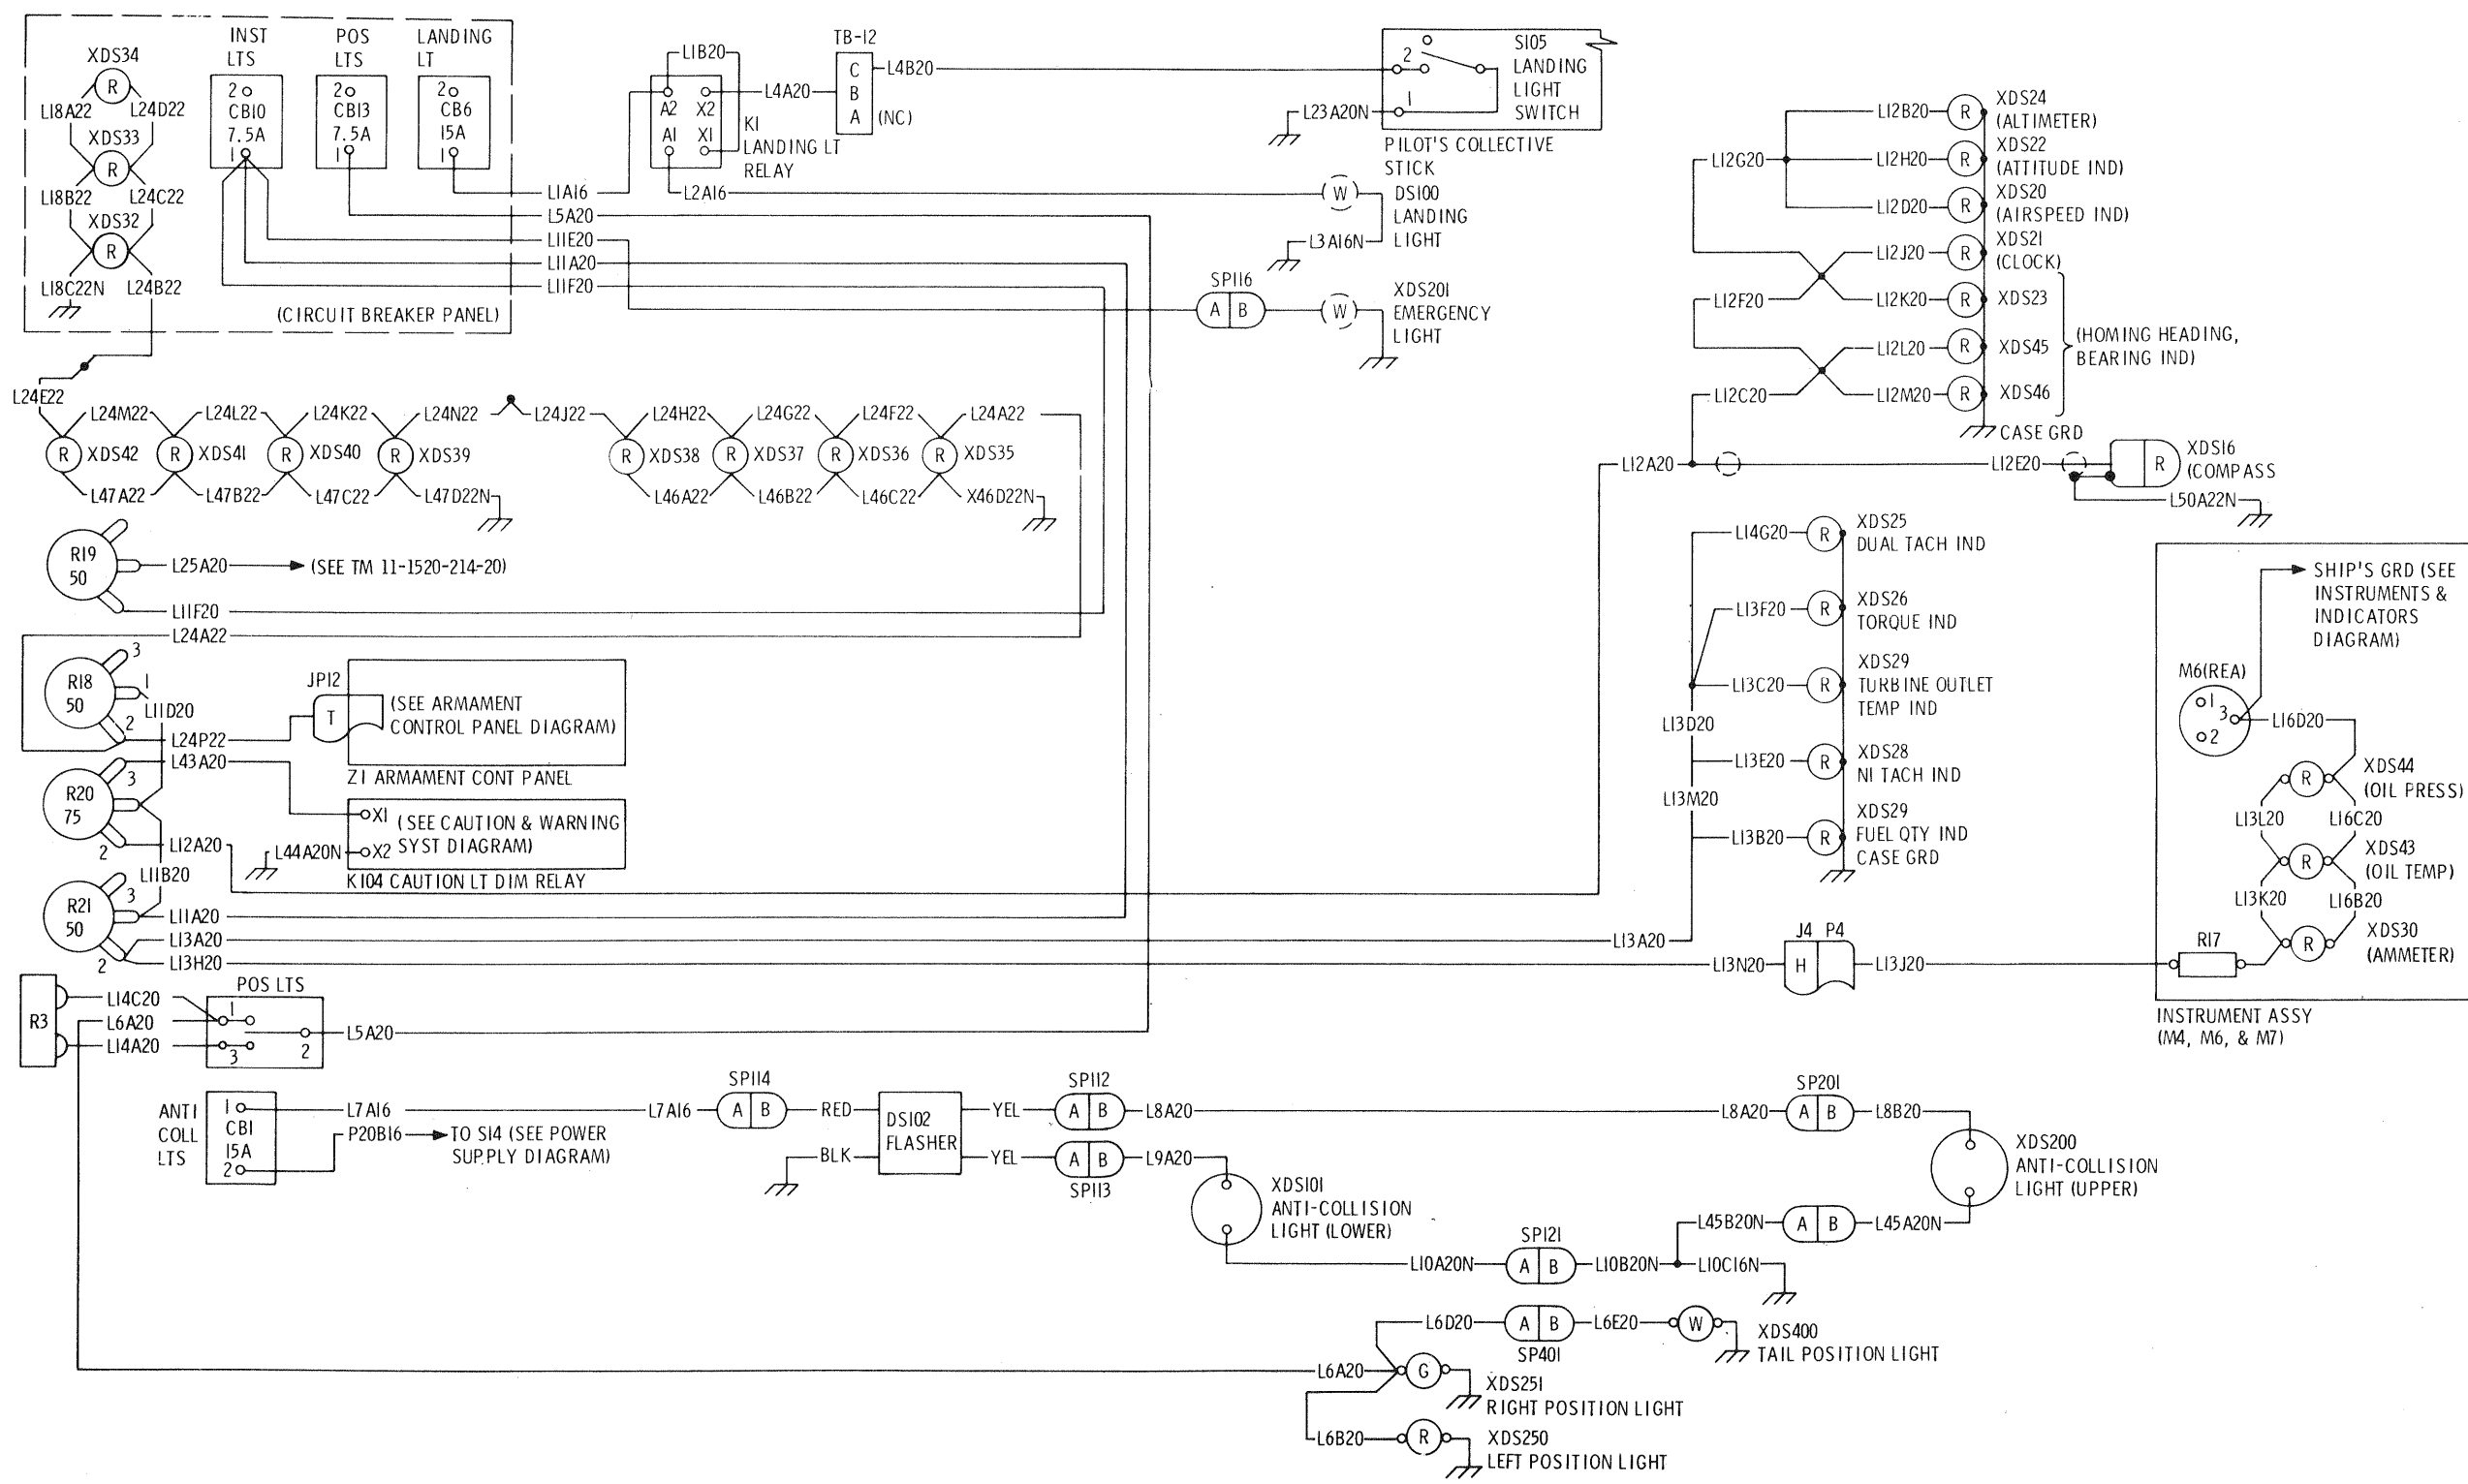 XDS34
R
L18A22
L24D22
XDS33
R
L18B22
L24C22
XDS32
R
L18C22N
L24B22
INST
LTS
2
CB10
7.5A
1
POS
LTS
2
CB13
7.5A
1
LANDING
LT
2
CB6
15A
1
(CIRCUIT BREAKER PANEL)
L1A16
L5A20
L11E20
L11A20
L11F20
L1B20
A2
X2
A1
X1
K1
LANDING LT
RELAY
L2A16
L4A20
TB-12
C
B
A
(NC)
L4B20
2
1
S105
LANDING
LIGHT
SWITCH
L23A20N
PILOT'S COLLECTIVE
STICK
W
DS100
LANDING
LIGHT
L3A16N
SP116
A
B
W
XDS201
EMERGENCY
LIGHT
L12B20
R
XDS24
(ALTIMETER)
L12G20
L12H20
R
XDS22
(ATTITUDE IND)
L12D20
R
XDS20
(AIRSPEED IND)
L12J20
R
XDS21
(CLOCK)
L12F20
L12K20
R
XDS23
L12L20
R
XDS45
(HOMING HEADING,
BEARING IND)
L12C20
L12M20
R
XDS46
CASE GRD
L12A20
L12E20
R
XDS16
(COMPASS
L50A22N
L24E22
L24M22
L24L22
L24K22
L24N22
L24J22
L24H22
L24G22
L24F22
L24A22
R
XDS42
R
XDS41
R
XDS40
R
XDS39
R
XDS38
R
XDS37
R
XDS36
R
XDS35
L47A22
L47B22
L47C22
L47D22N
L46A22
L46B22
L46C22
X46D22N
R19
50
L25A20
(SEE TM 11-1520-214-20)
L11F20
L24A22
R18
50
3
1
2
L11D20
L24P22
JP12
T
(SEE ARMAMENT
CONTROL PANEL DIAGRAM)
Z1 ARMAMENT CONT PANEL
R20
75
3
2
L43A20
L12A20
X1
(SEE CAUTION & WARNING
SYST DIAGRAM)
L44A20N
X2
K104 CAUTION LT DIM RELAY
L11B20
R21
50
3
2
L11A20
L13A20
L13H20
L14G20
R
XDS25
DUAL TACH IND
L13F20
R
XDS26
TORQUE IND
L13C20
R
XDS29
TURBINE OUTLET
TEMP IND
L13D20
L13E20
R
XDS28
N1 TACH IND
L13M20
L13B20
R
XDS29
FUEL QTY IND
CASE GRD
L13A20
L13N20
J4
P4
H
L13J20
SHIP'S GRD (SEE
INSTRUMENTS &
INDICATORS
DIAGRAM)
M6(REA)
1
3
2
L16D20
R
XDS44
(OIL PRESS)
L13L20
L16C20
R
XDS43
(OIL TEMP)
L13K20
L16B20
R17
R
XDS30
(AMMETER)
INSTRUMENT ASSY
(M4, M6, & M7)
R3
L14C20
L6A20
L14A20
POS LTS
1
3
2
L5A20
ANTI
COLL
LTS
1
CB1
15A
2
L7A16
P20B16
TO S14 (SEE POWER
SUPPLY DIAGRAM)
L7A16
SP114
A
B
RED
BLK
DS102
FLASHER
YEL
YEL
SP112
A
B
L8A20
A
B
SP113
L9A20
XDS101
ANTI-COLLISION
LIGHT (LOWER)
L8A20
SP201
A
B
L8B20
XDS200
ANTI-COLLISION
LIGHT (UPPER)
L45B20N
A
B
L45A20N
L10A20N
SP121
A
B
L10B20N
L10C16N
L6D20
A
B
SP401
L6E20
W
XDS400
TAIL POSITION LIGHT
L6A20
G
XDS251
RIGHT POSITION LIGHT
L6B20
R
XDS250
LEFT POSITION LIGHT